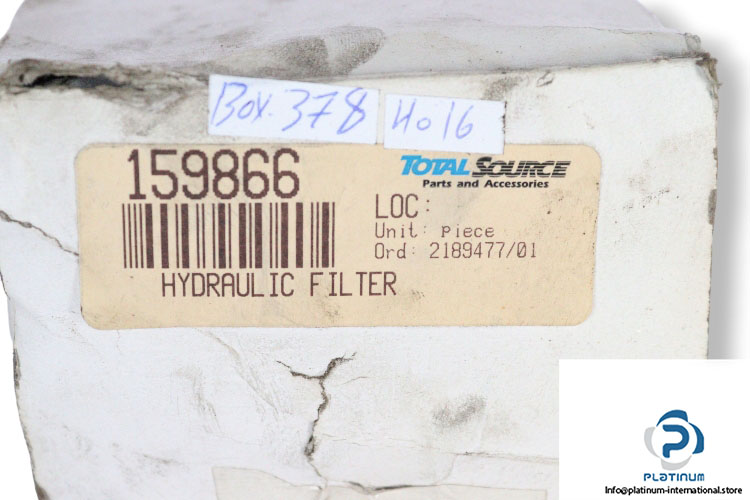 Box.378
Ho16
159866
TOTAL SOURCE
Parts and Accessories
LOC:
Unit: Piece
Ord: 2189477/01
HYDRAULIC FILTER
PLATINUM
Info@platinum-international.store